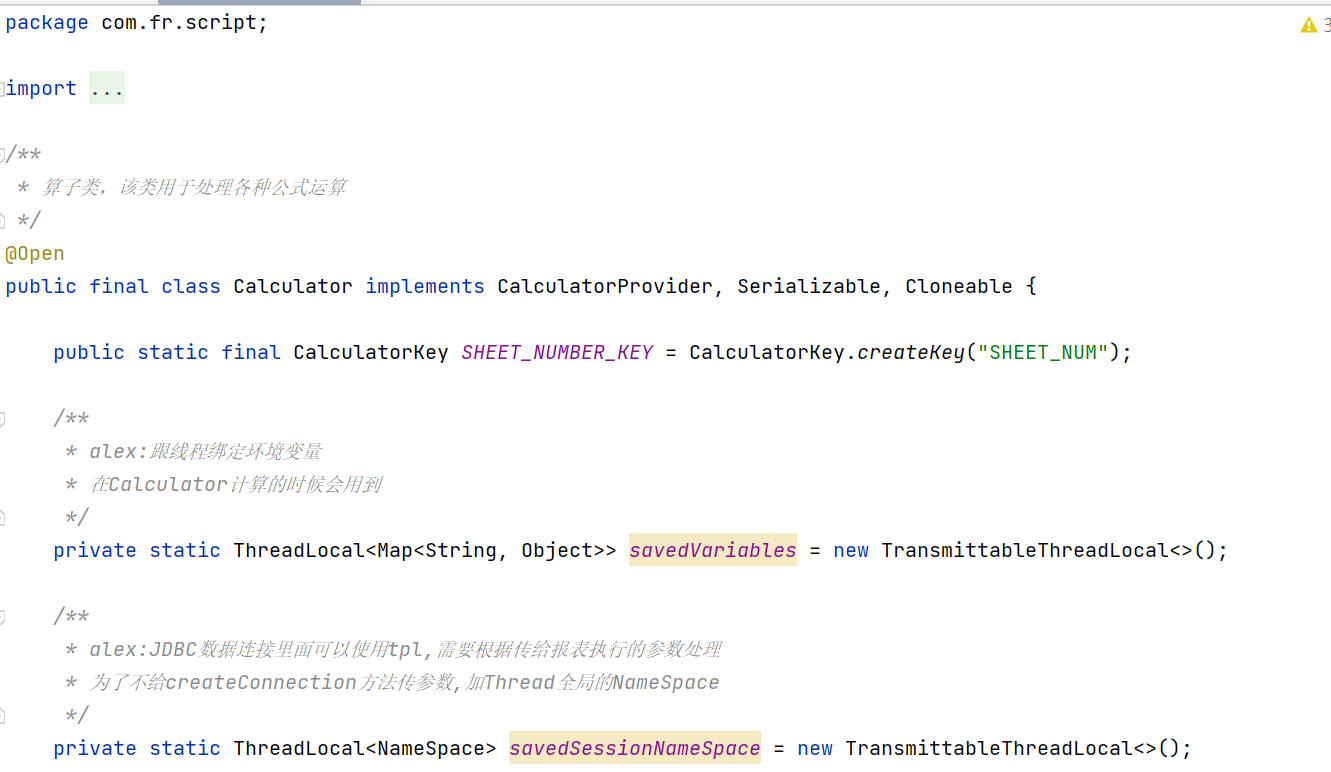 package com.fr.script;
3
import ...
/**
* 算子类，该类用于处理各种公式运算
*/
@Open
public final class Calculator implements CalculatorProvider, Serializable, Cloneable {
public static final CalculatorKey SHEET_NUMBER_KEY = CalculatorKey.createKey("SHEET_NUM");
/**
* alex:跟线程绑定环境变量
* 在Calculator计算的时候会用到
*/
private static ThreadLocal<Map<String, Object>> savedVariables = new TransmittableThreadLocal<>();
/**
* alex:JDBC数据连接里面可以使用tpl,需要根据传给报表执行的参数处理
* 为了不给createConnection方法传参数,加Thread全局的NameSpace
*/
private static ThreadLocal<NameSpace> savedSessionNameSpace = new TransmittableThreadLocal<>();